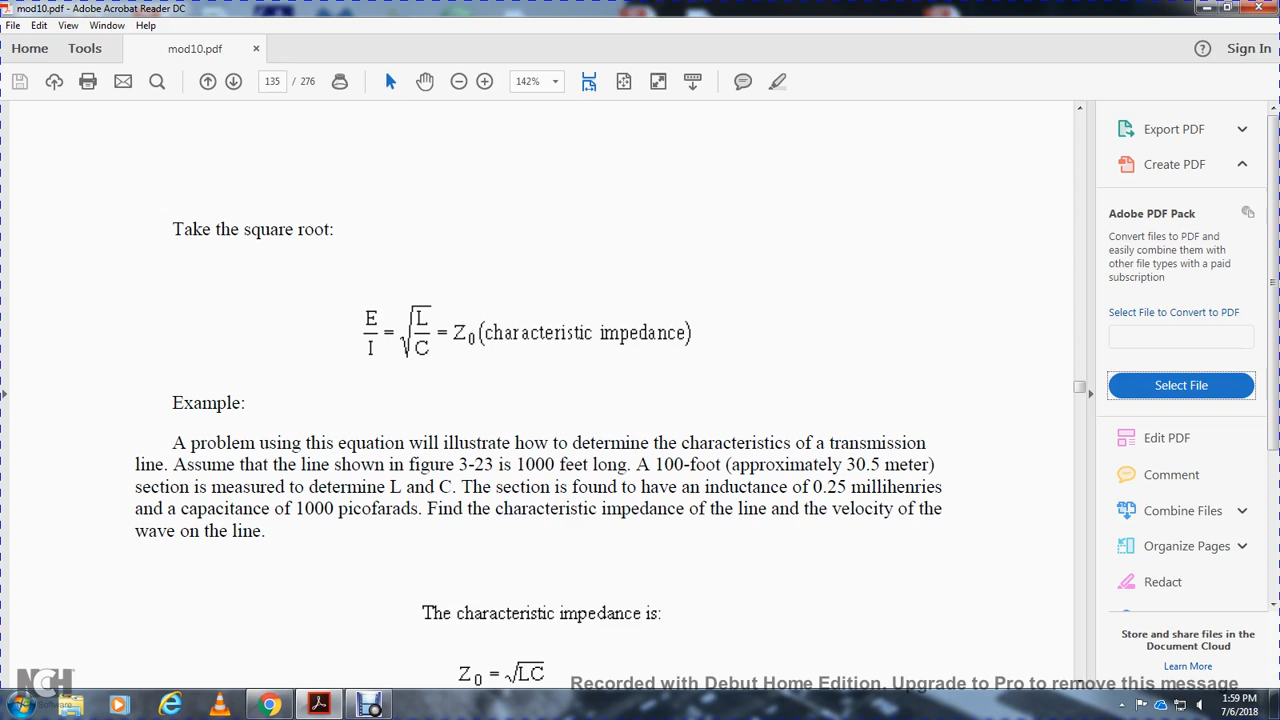 mod10.pdf - Adobe Acrobat Reader DC
File Edit View Window Help
Home Tools mod10.pdf × Sign In
135 / 276 142%
Take the square root:
E/I = √(L/C) = Z₀(characteristic impedance)
Example:
A problem using this equation will illustrate how to determine the characteristics of a transmission
line. Assume that the line shown in figure 3-23 is 1000 feet long. A 100-foot (approximately 30.5 meter)
section is measured to determine L and C. The section is found to have an inductance of 0.25 millihenries
and a capacitance of 1000 picofarads. Find the characteristic impedance of the line and the velocity of the
wave on the line.
The characteristic impedance is:
Z₀ = √LC
Export PDF
Create PDF
Adobe PDF Pack
Convert files to PDF and
easily combine them with
other file types with a paid
subscription
Select File to Convert to PDF
Select File
Edit PDF
Comment
Combine Files
Organize Pages
Redact
Store and share files in the
Document Cloud
Learn More
NCH
Software
Recorded with Debut Home Edition. Upgrade to Pro to remove this message
1:59 PM
7/6/2018